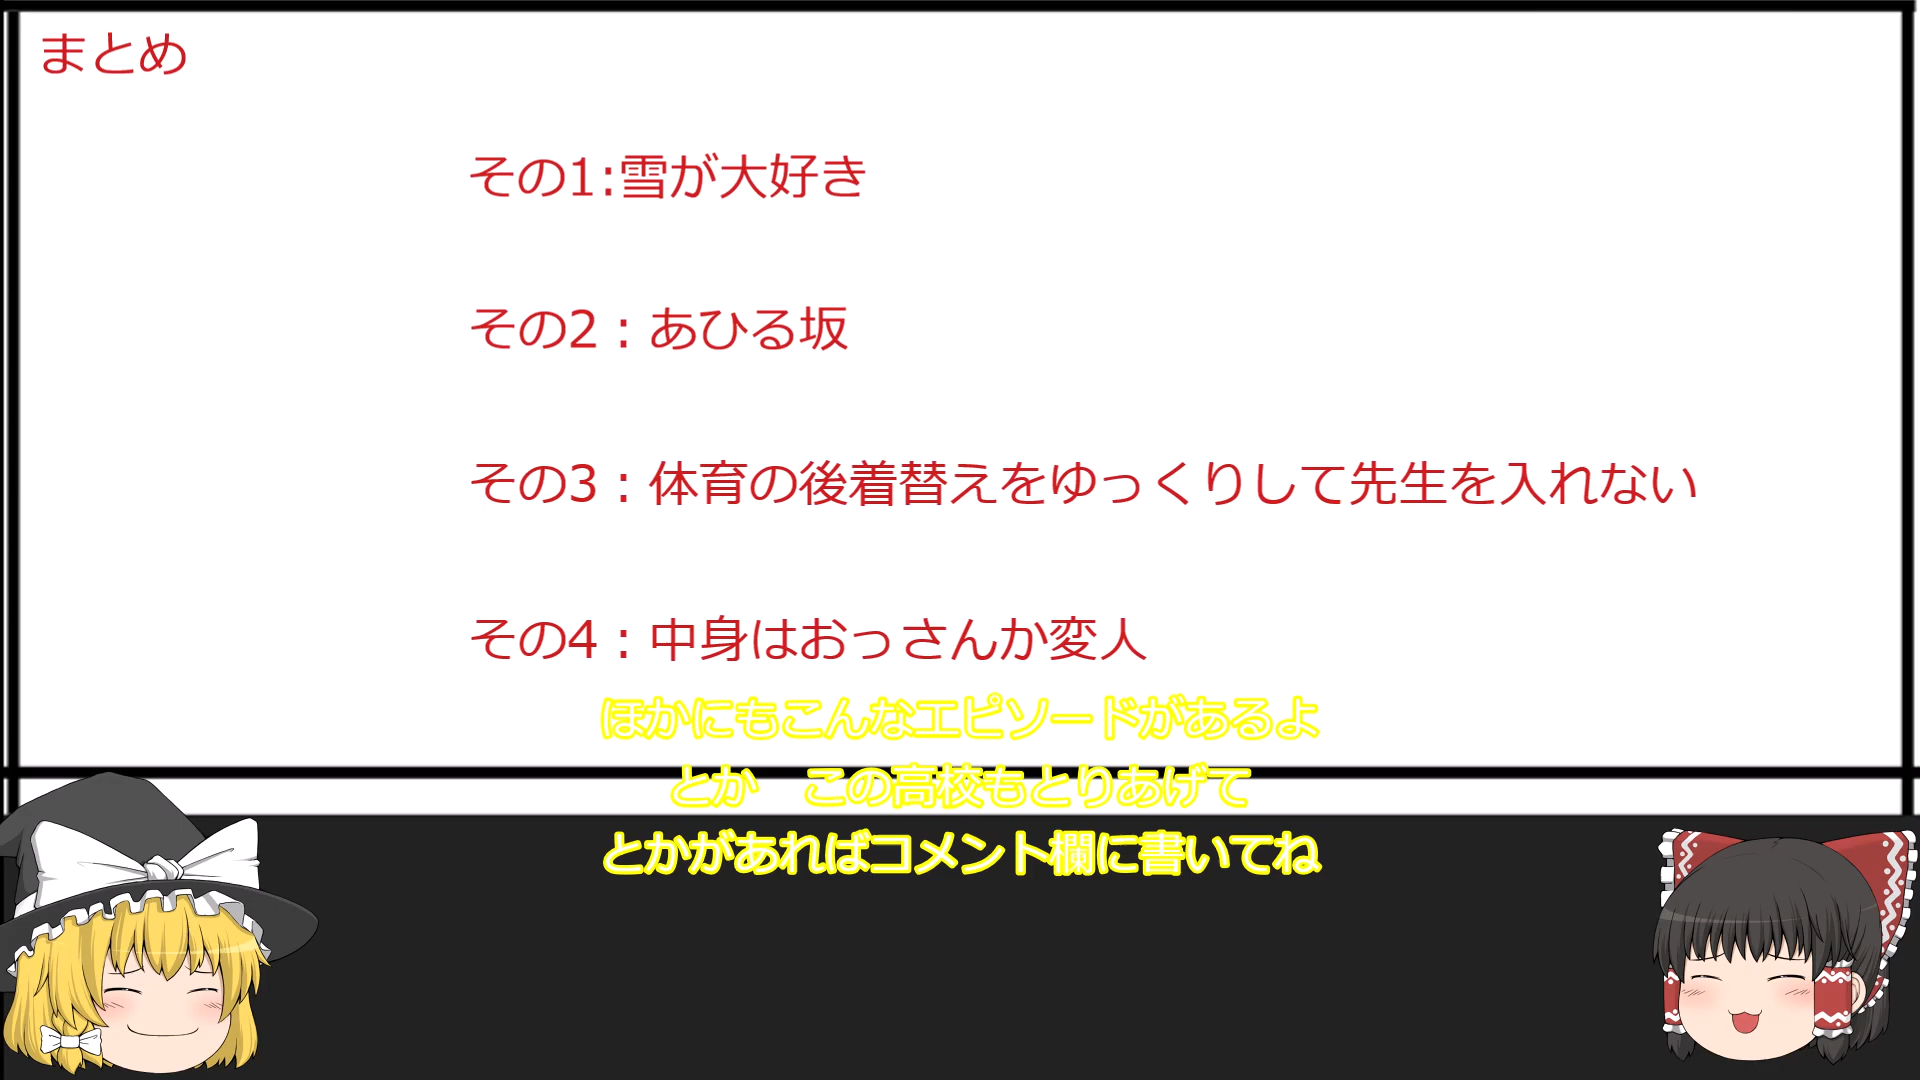 まとめ
その1:雪が大好き
その2：あひる坂
その3：体育の後着替えをゆっくりして先生を入れない
その4：中身はおっさんか変人
ほかにもこんなエピソードがあるよ
とか　この高校もとりあげて
とかがあればコメント欄に書いてね